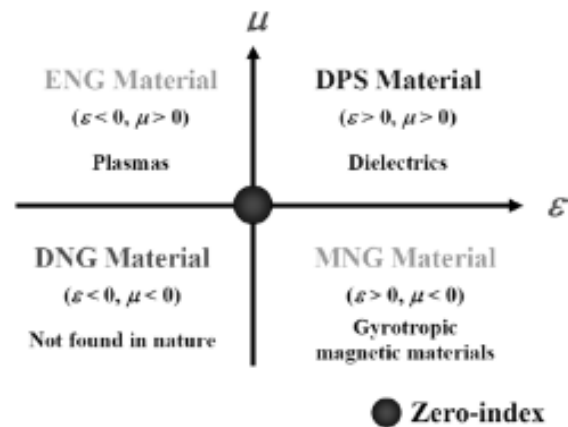 μ
ENG Material
(ε < 0, μ > 0)
Plasmas
DPS Material
(ε > 0, μ > 0)
Dielectrics
ε
DNG Material
(ε < 0, μ < 0)
Not found in nature
MNG Material
(ε > 0, μ < 0)
Gyrotropic
magnetic materials
Zero-index